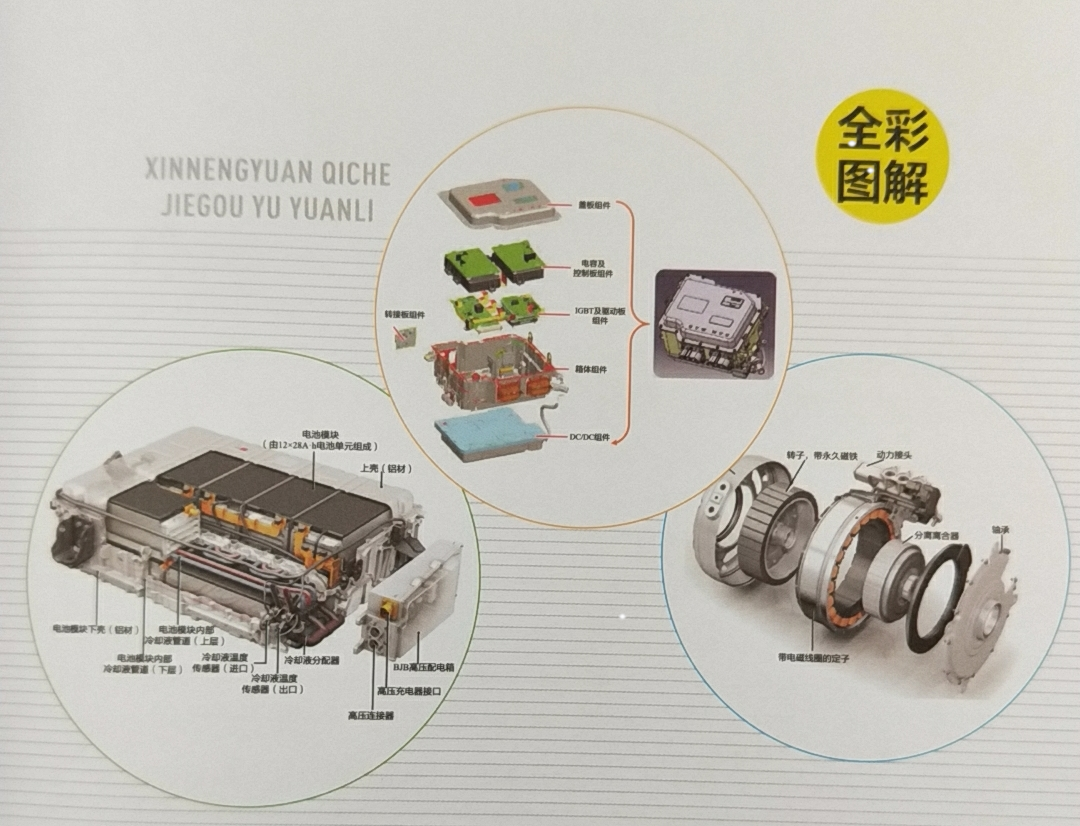 XINNENGYUAN QICHE
JIEGOU YU YUANLI
全彩
图解
盖板组件
电容及
控制板组件
转接板组件
IGBT及驱动板
组件
箱体组件
DC/DC组件
电池模块
（由12×28A·h电池单元组成）
上壳（铝材）
电池模块下壳（铝材）
电池模块内部
冷却液管道（上层）
电池模块内部
冷却液管道（下层）
冷却液温度
传感器（进口）
冷却液温度
传感器（出口）
冷却液分配器
BJB高压配电箱
高压充电器接口
高压连接器
转子，带永久磁铁
动力接头
分离离合器
轴承
带电磁线圈的定子